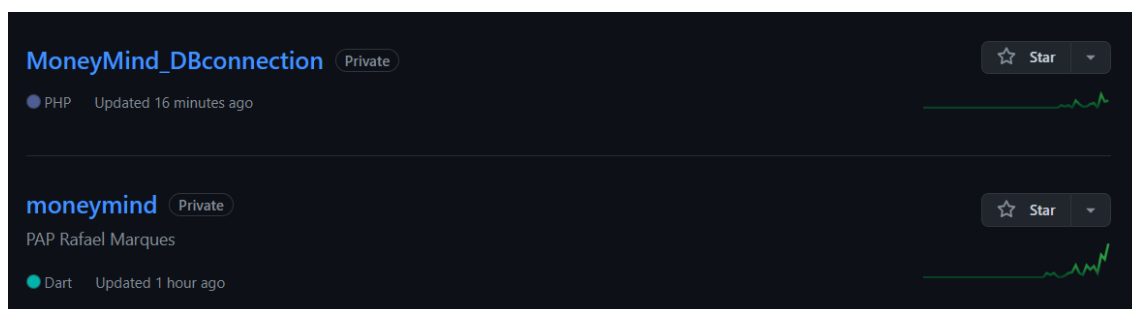 MoneyMind_DBconnection Private
Star
PHP Updated 16 minutes ago
moneymind Private
Star
PAP Rafael Marques
Dart Updated 1 hour ago